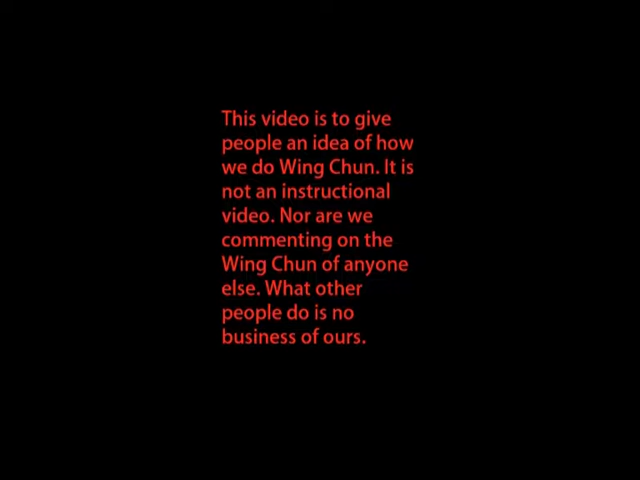 This video is to give
people an idea of how
we do Wing Chun. It is
not an instructional
video. Nor are we
commenting on the
Wing Chun of anyone
else. What other
people do is no
business of ours.